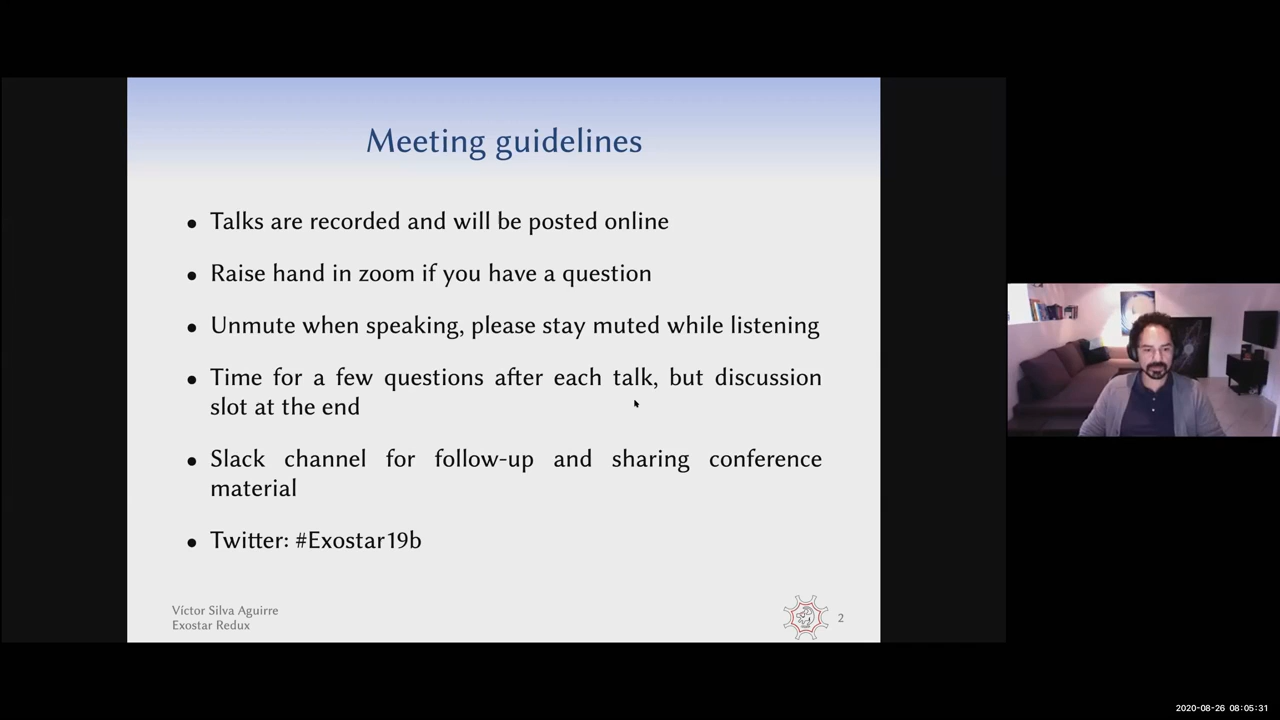 Meeting guidelines
• Talks are recorded and will be posted online
• Raise hand in zoom if you have a question
• Unmute when speaking, please stay muted while listening
• Time for a few questions after each talk, but discussion
slot at the end
• Slack channel for follow-up and sharing conference
material
• Twitter: #Exostar19b
Víctor Silva Aguirre
Exostar Redux
2
2020-08-26 08:05:31